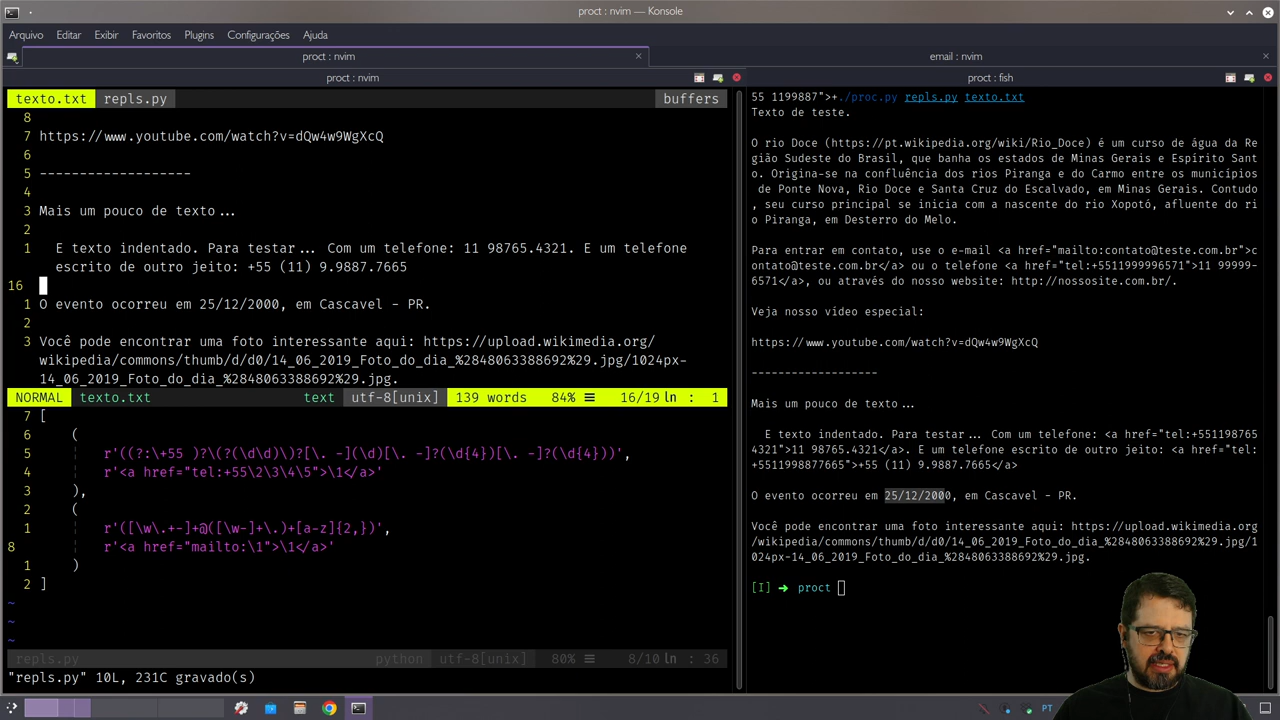 proct : nvim — Konsole
Arquivo Editar Exibir Favoritos Plugins Configurações Ajuda
proct : nvim
email : nvim
proct : nvim
proct : fish
texto.txt repls.py buffers
8
7 https://www.youtube.com/watch?v=dQw4w9WgXcQ
6
5 -------------------
4
3 Mais um pouco de texto...
2
1 E texto indentado. Para testar... Com um telefone: 11 98765.4321. E um telefone
escrito de outro jeito: +55 (11) 9.9887.7665
16
1 O evento ocorreu em 25/12/2000, em Cascavel - PR.
2
3 Você pode encontrar uma foto interessante aqui: https://upload.wikimedia.org/
wikipedia/commons/thumb/d/d0/14_06_2019_Foto_do_dia_%2848063388692%29.jpg/1024px-
14_06_2019_Foto_do_dia_%2848063388692%29.jpg.
NORMAL texto.txt text utf-8[unix] 139 words 84% ≡ 16/19 ln : 1
7 [
6 (
5 r'((?:\+55 )?\(?(\d\d)\)?[\. -](\d)[\. -]?(\d{4})[\. -]?(\d{4}))',
4 r'<a href="tel:+55\2\3\4\5">\1</a>'
3 ),
2 (
1 r'([\w\.+-]+@([\w-]+\.)+[a-z]{2,})',
8 r'<a href="mailto:\1">\1</a>'
1 )
2 ]
~
~
~
repls.py python utf-8[unix] 80% ≡ 8/10 ln : 36
"repls.py" 10L, 231C gravado(s)
55 1199887">+./proc.py repls.py texto.txt
Texto de teste.
O rio Doce (https://pt.wikipedia.org/wiki/Rio_Doce) é um curso de água da Re
gião Sudeste do Brasil, que banha os estados de Minas Gerais e Espírito Sant
o. Origina-se na confluência dos rios Piranga e do Carmo entre os municípios
de Ponte Nova, Rio Doce e Santa Cruz do Escalvado, em Minas Gerais. Contudo
, seu curso principal se inicia com a nascente do rio Xopotó, afluente do ri
o Piranga, em Desterro do Melo.
Para entrar em contato, use o e-mail <a href="mailto:contato@teste.com.br">c
ontato@teste.com.br</a> ou o telefone <a href="tel:+5511999996571">11 99999-
6571</a>, ou através do nosso website: http://nossosite.com.br/.
Veja nosso vídeo especial:
https://www.youtube.com/watch?v=dQw4w9WgXcQ
-------------------
Mais um pouco de texto...
E texto indentado. Para testar... Com um telefone: <a href="tel:+551198765
4321">11 98765.4321</a>. E um telefone escrito de outro jeito: <a href="tel:
+5511998877665">+55 (11) 9.9887.7665</a>
O evento ocorreu em 25/12/2000, em Cascavel - PR.
Você pode encontrar uma foto interessante aqui: https://upload.wikimedia.org
/wikipedia/commons/thumb/d/d0/14_06_2019_Foto_do_dia_%2848063388692%29.jpg/1
024px-14_06_2019_Foto_do_dia_%2848063388692%29.jpg.
[I] ➜ proct
PT